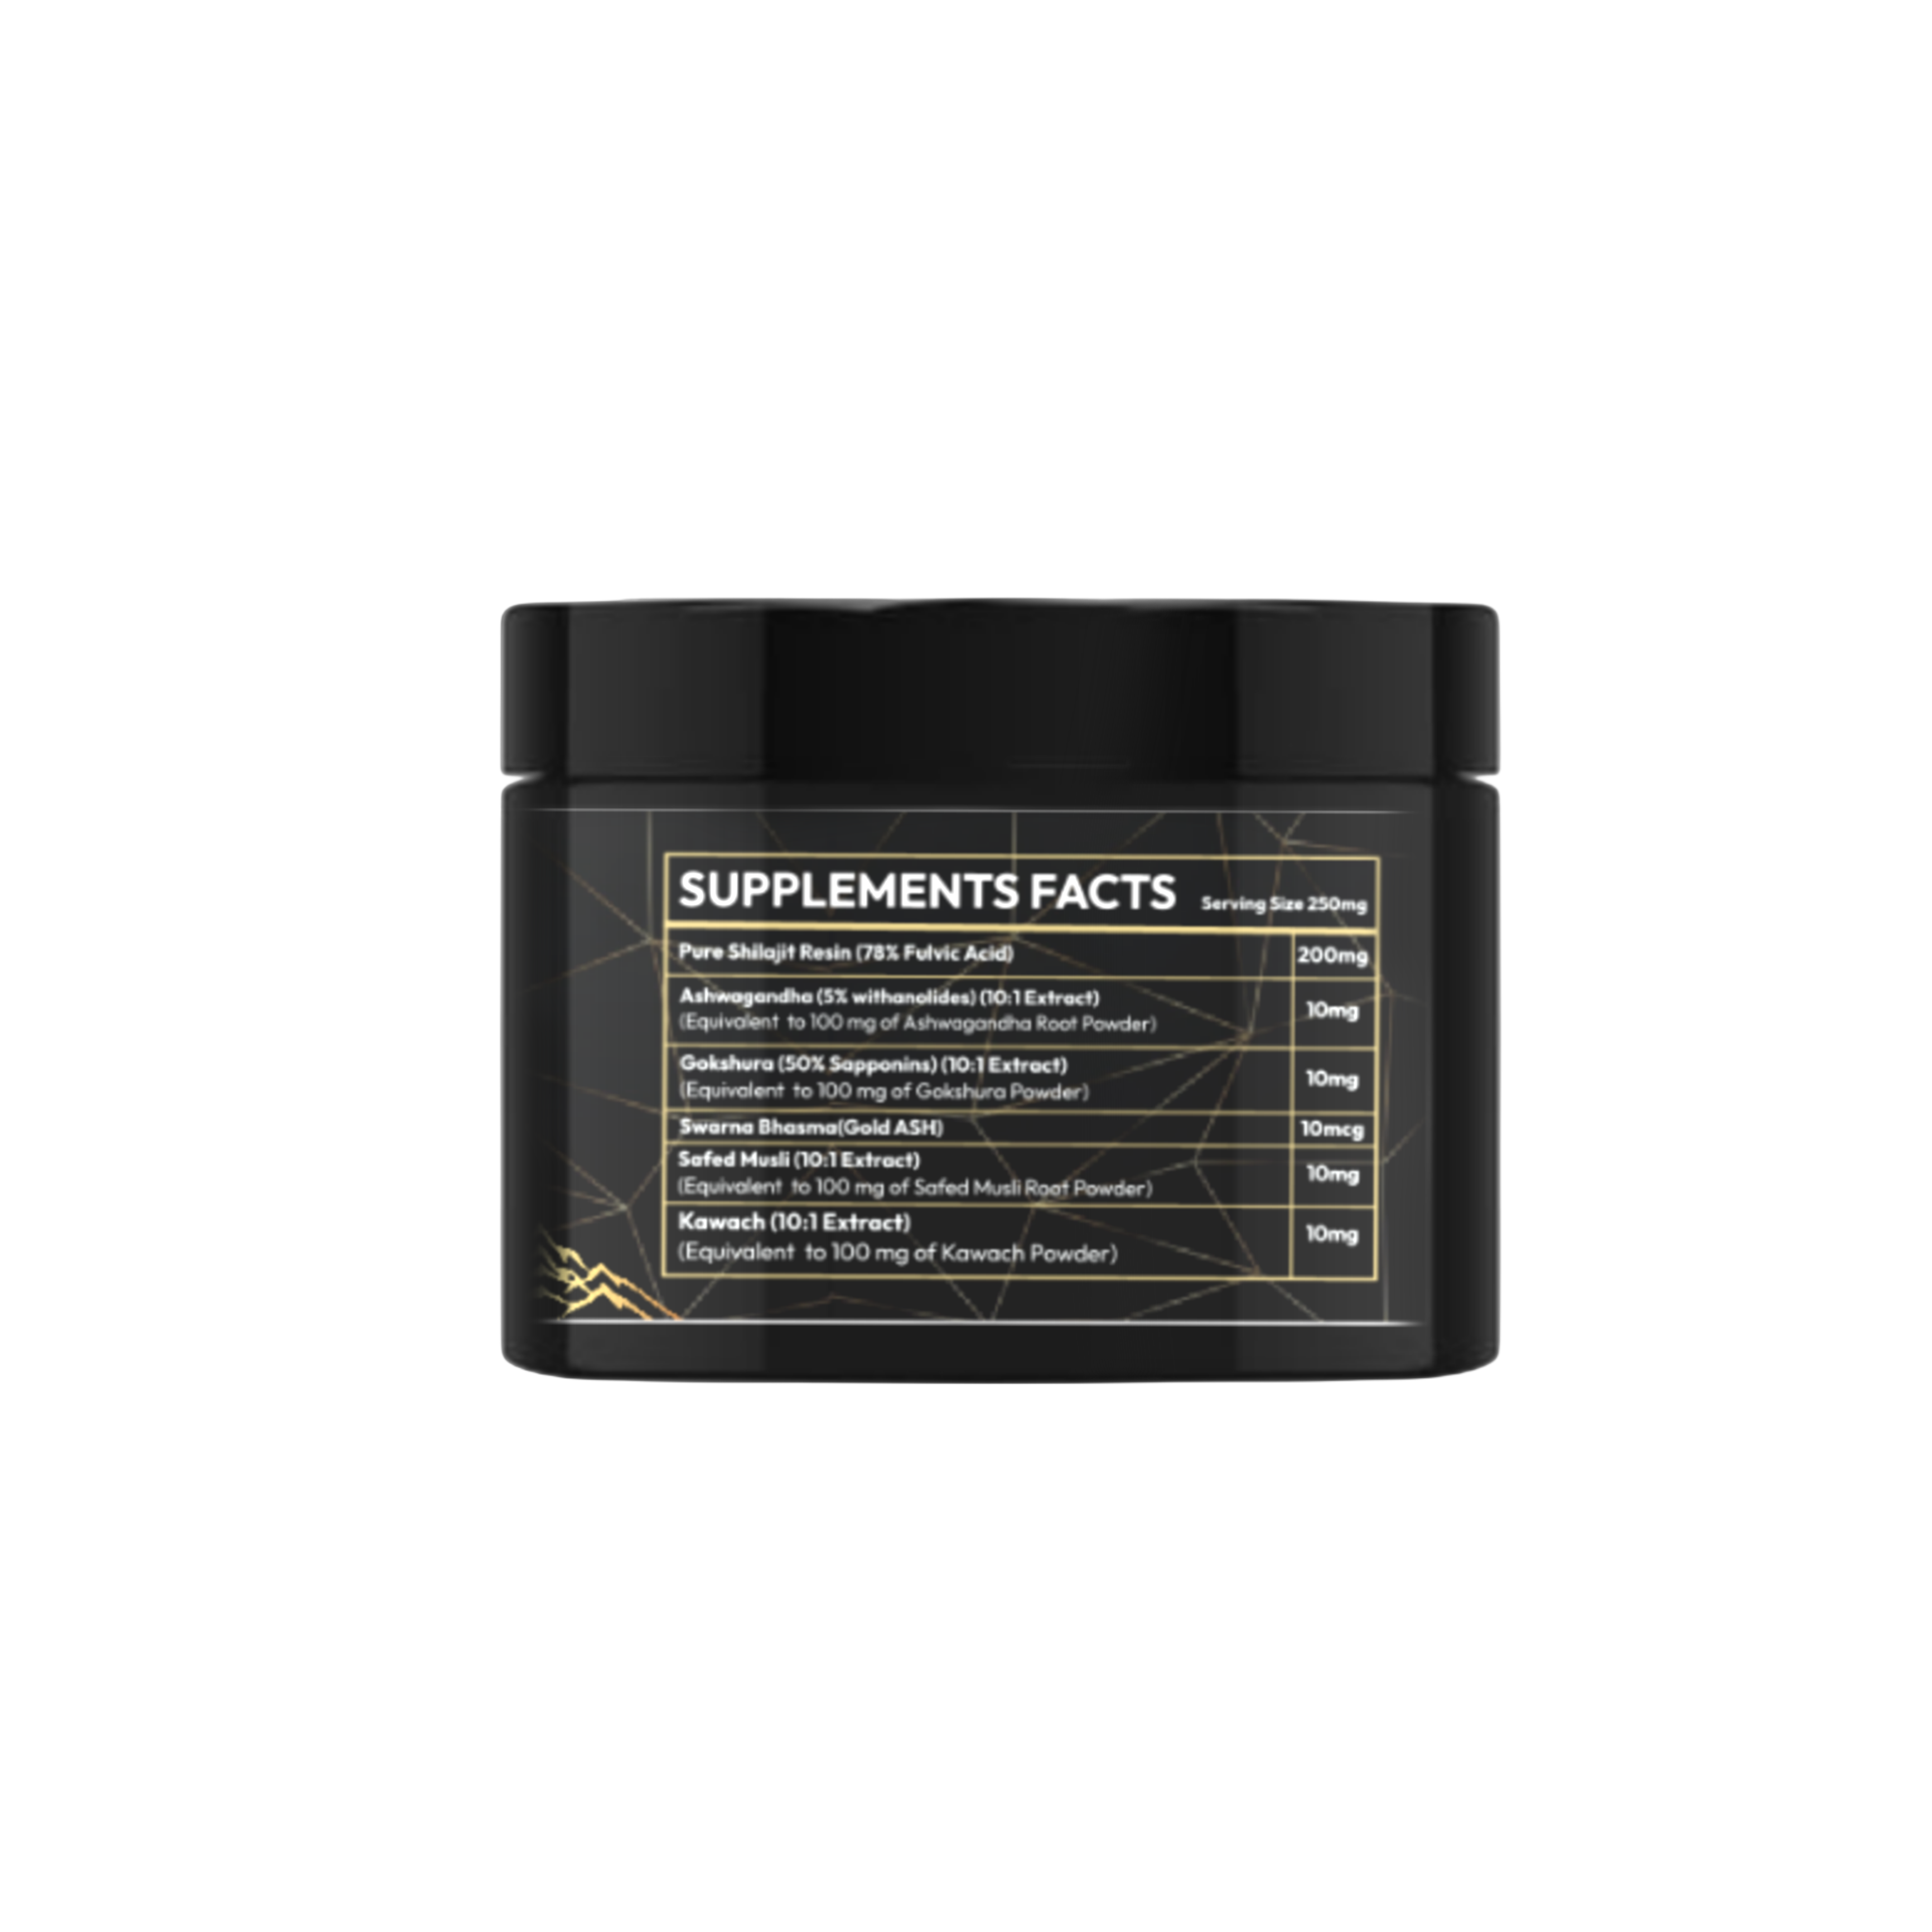 SUPPLEMENTS FACTS Serving Size 250mg
Pure Shilajit Resin (78% Fulvic Acid) 200mg
Ashwagandha (5% withanolides) (10:1 Extract) 10mg
(Equivalent to 100 mg of Ashwagandha Root Powder)
Gokshura (50% Sapponins) (10:1 Extract) 10mg
(Equivalent to 100 mg of Gokshura Powder)
Swarna Bhasma(Gold ASH) 10mcg
Safed Musli (10:1 Extract) 10mg
(Equivalent to 100 mg of Safed Musli Root Powder)
Kawach (10:1 Extract) 10mg
(Equivalent to 100 mg of Kawach Powder)